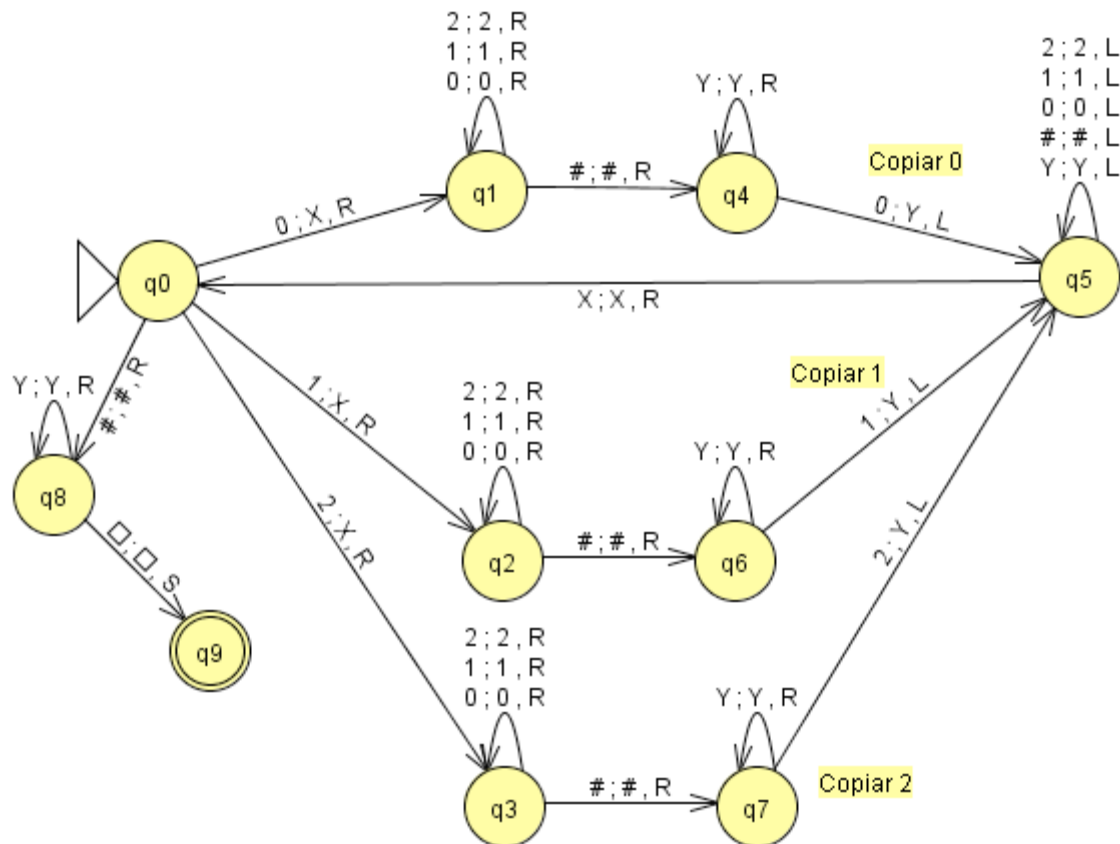 2 ; 2 , R
1 ; 1 , R
0 ; 0 , R
Y ; Y , R
2 ; 2 , L
1 ; 1 , L
0 ; 0 , L
# ; # , L
Y ; Y , L
Copiar 0
q1
# ; # , R
q4
0 ; X , R
0 ; Y , L
q0
q5
X ; X , R
Y ; Y , R
# ; # , R
1 ; X , R
2 ; 2 , R
1 ; 1 , R
0 ; 0 , R
Y ; Y , R
Copiar 1
1 ; Y , L
q8
2 ; X , R
2 ; Y , L
q2
# ; # , R
q6
□ ; □ , S
q9
2 ; 2 , R
1 ; 1 , R
0 ; 0 , R
Y ; Y , R
q3
# ; # , R
q7
Copiar 2